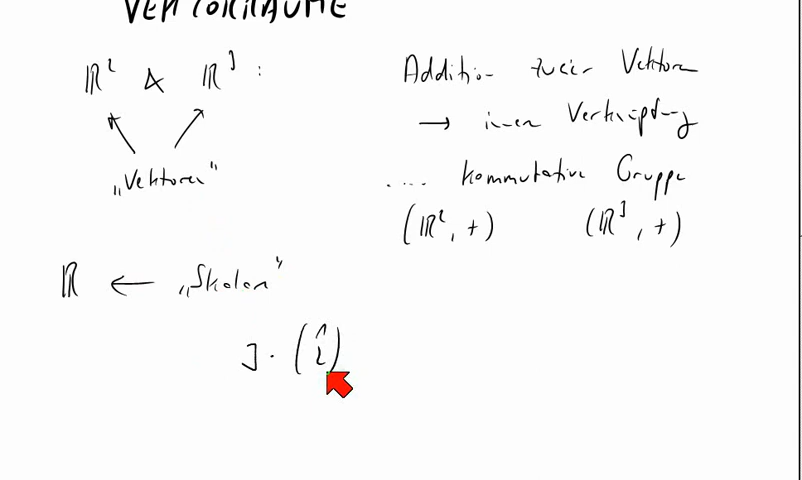 VEKTORRÄUME
ℝ² & ℝ³ :
„Vektoren"
Addition zweier Vektoren
→ innere Verknüpfung
.... kommutative Gruppe
(ℝ², +) (ℝ³, +)
ℝ ← „Skalare"
3 · (1
2)